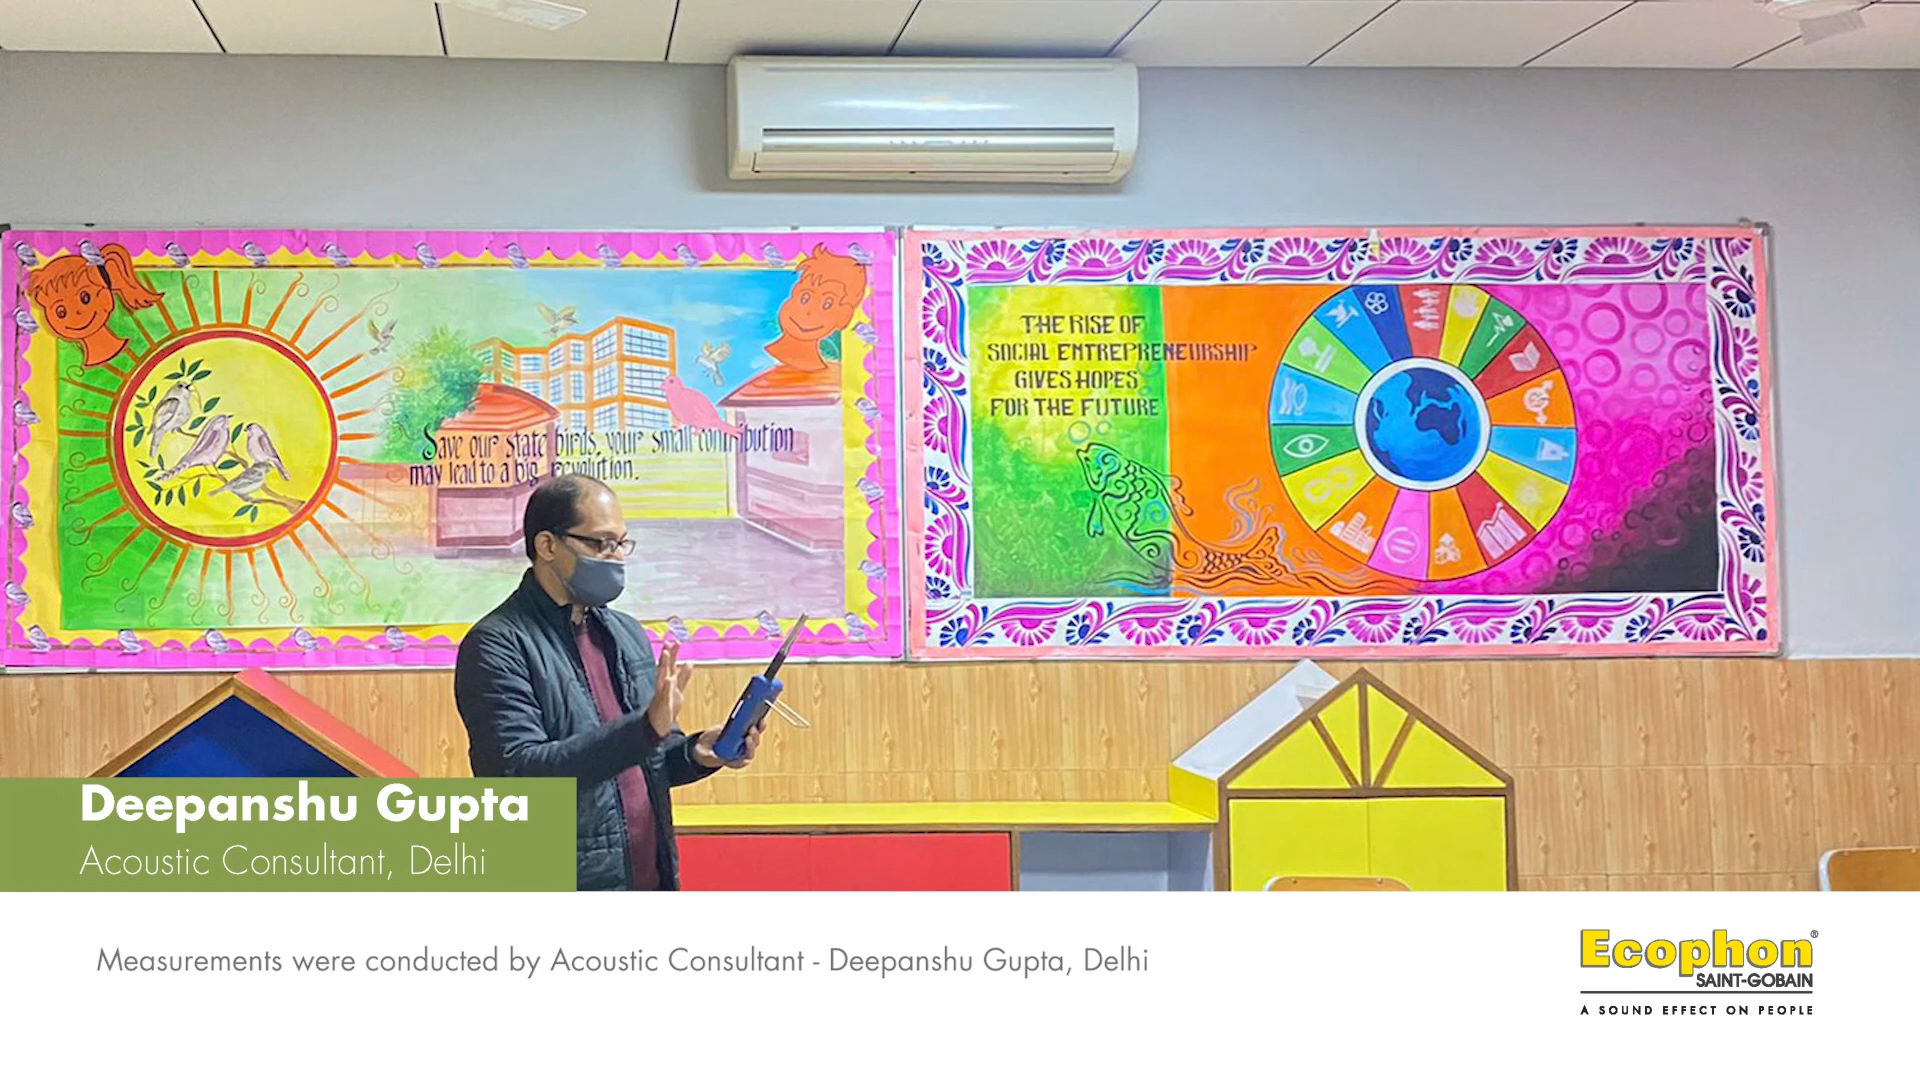 THE RISE OF
SOCIAL ENTREPRENEURSHIP
GIVES HOPES
FOR THE FUTURE
Save our state birds, your small contribution
may lead to a big revolution.
Deepanshu Gupta
Acoustic Consultant, Delhi
Measurements were conducted by Acoustic Consultant - Deepanshu Gupta, Delhi
Ecophon®
SAINT-GOBAIN
A SOUND EFFECT ON PEOPLE